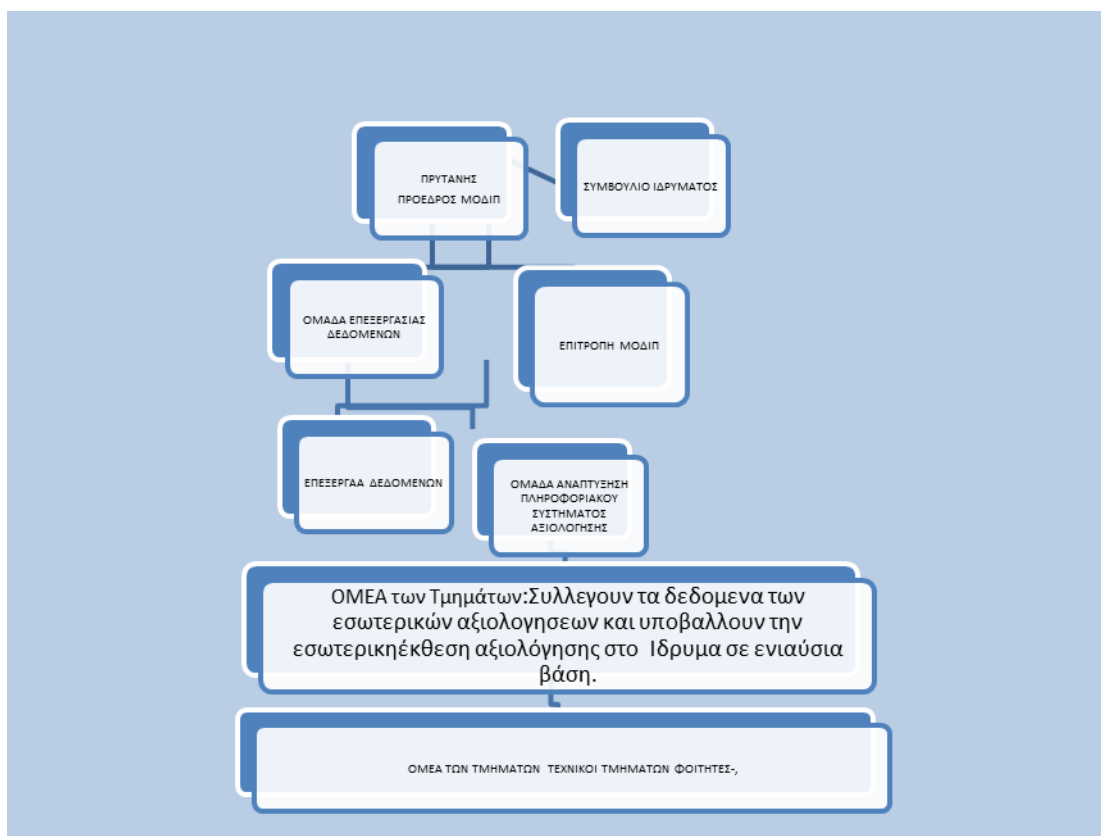 ΠΡΥΤΑΝΗΣ
ΠΡΟΕΔΡΟΣ ΜΟΔΙΠ
ΣΥΜΒΟΥΛΙΟ ΙΔΡΥΜΑΤΟΣ
ΟΜΑΔΑ ΕΠΕΞΕΡΓΑΣΙΑΣ
ΔΕΔΟΜΕΝΩΝ
ΕΠΙΤΡΟΠΗ ΜΟΔΙΠ
ΕΠΕΞΕΡΓΑΑ ΔΕΔΟΜΕΝΩΝ
ΟΜΑΔΑ ΑΝΑΠΤΥΞΗΣΗ
ΠΛΗΡΟΦΟΡΙΑΚΟΥ
ΣΥΣΤΗΜΑΤΟΣ
ΑΞΙΟΛΟΓΗΣΗΣ
ΟΜΕΑ των Τμημάτων:Συλλεγουν τα δεδομενα των
εσωτερικών αξιολογησεων και υποβαλλουν την
εσωτερικηέκθεση αξιολόγησης στο Ιδρυμα σε ενιαύσια
βάση.
ΟΜΕΑ ΤΩΝ ΤΜΗΜΑΤΩΝ ΤΕΧΝΙΚΟΙ ΤΜΗΜΑΤΩΝ ΦΟΙΤΗΤΕΣ-,